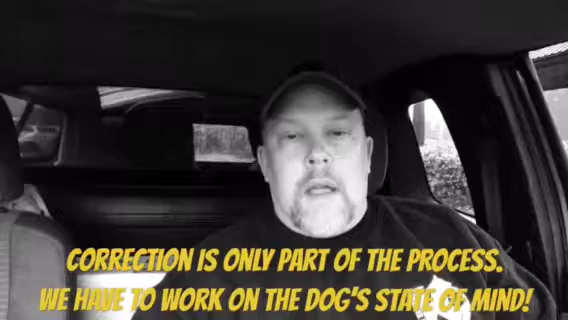 CORRECTION IS ONLY PART OF THE PROCESS.
WE HAVE TO WORK ON THE DOG'S STATE OF MIND!